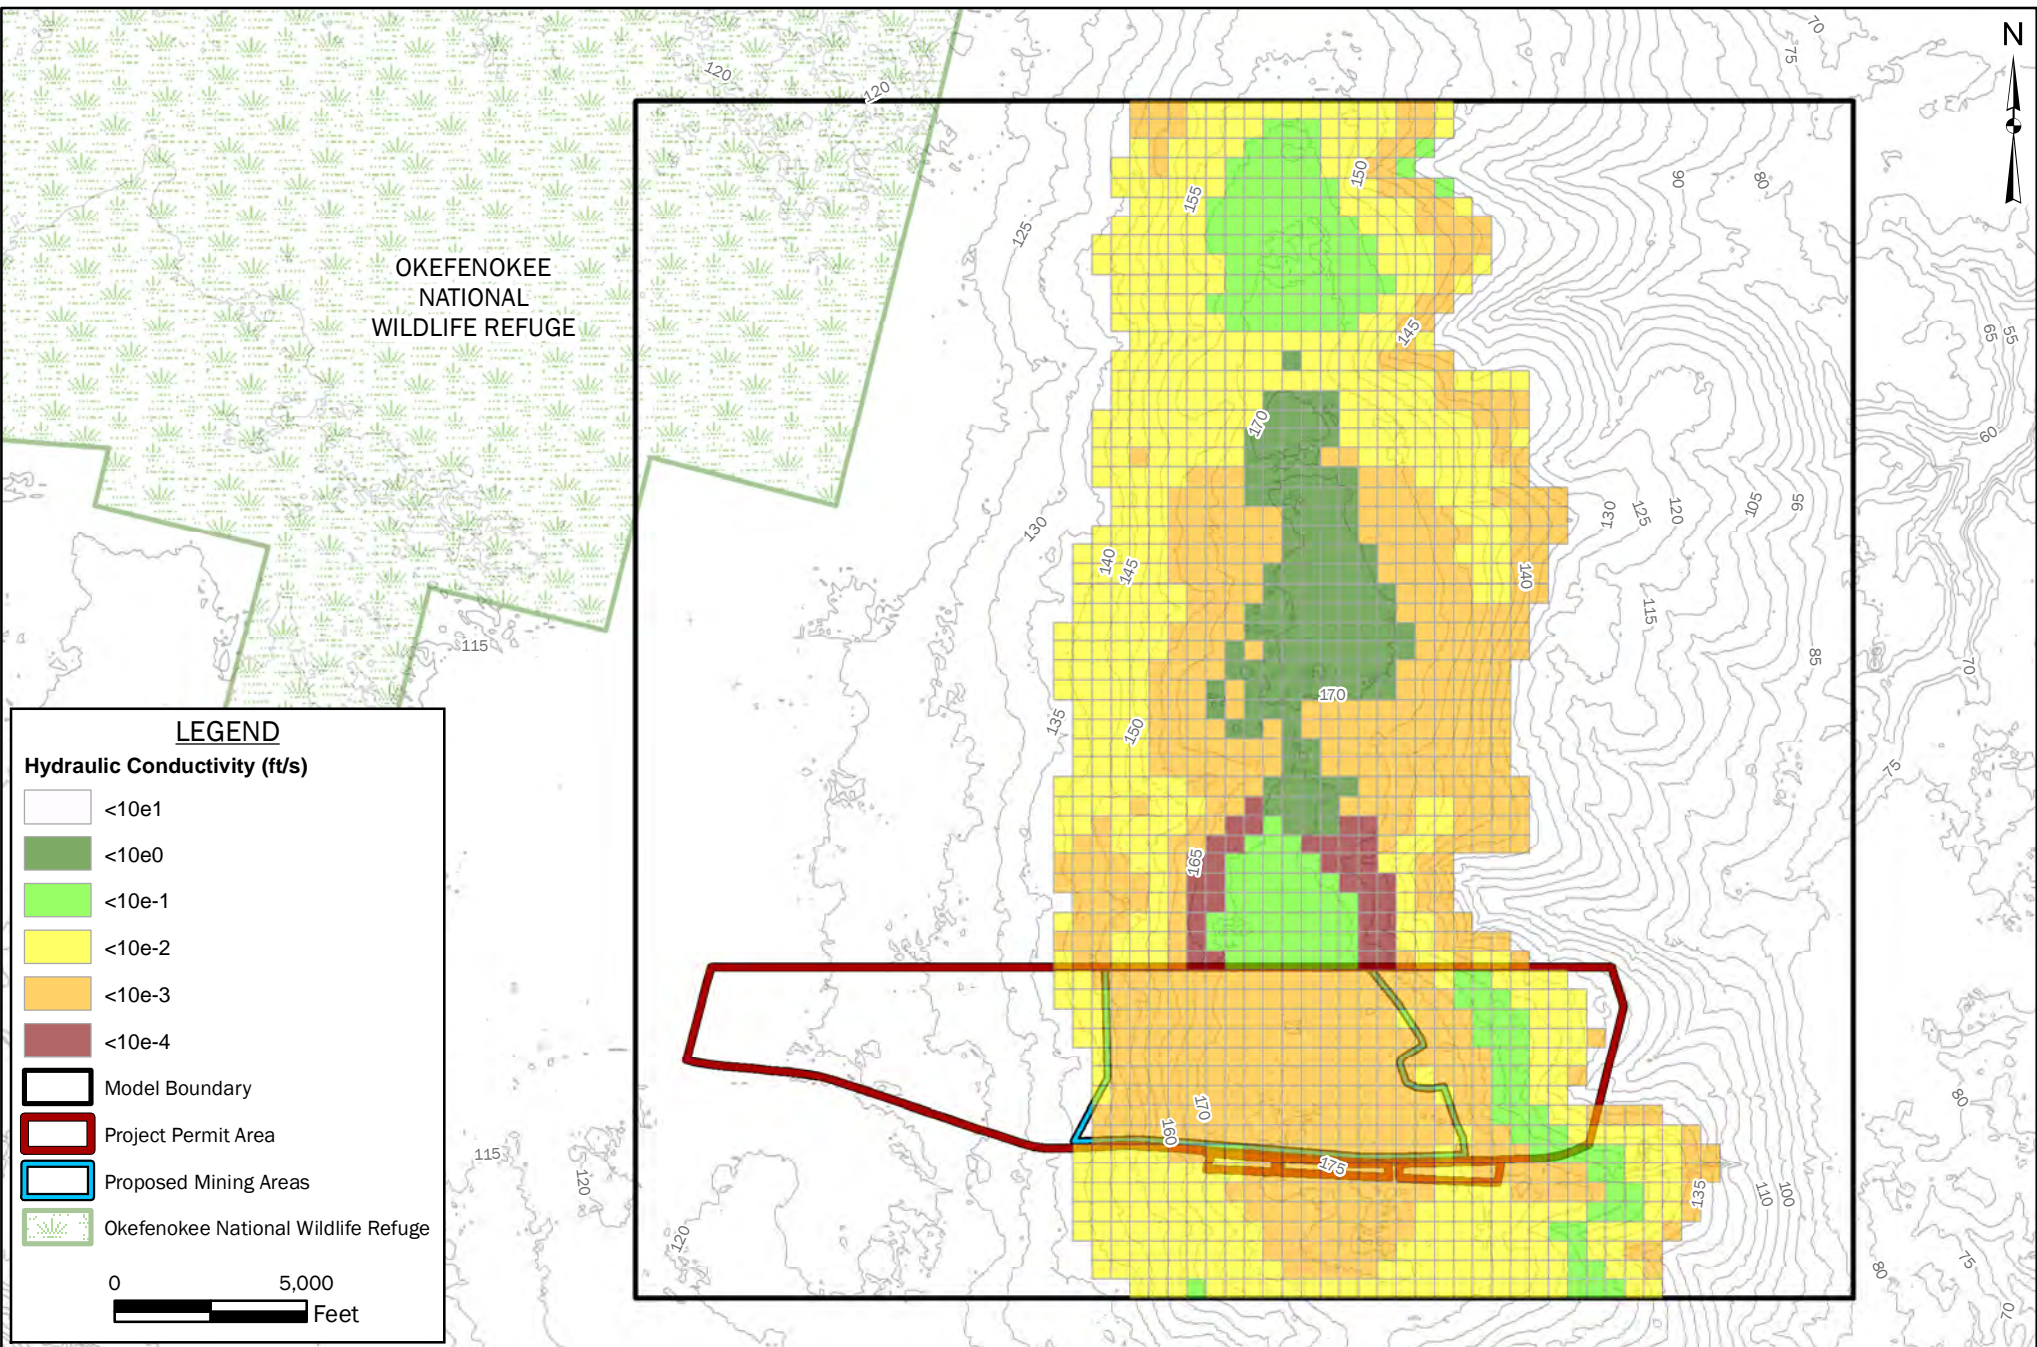 N
70
75
120
120
150
155
90
80
125
OKEFENOKEE
NATIONAL
WILDLIFE REFUGE
145
65
55
170
60
130
130
125
120
105
95
140
145
140
115
115
85
70
170
135
150
75
165
170
160
175
115
120
120
80
135
110
100
80
75
70
LEGEND
Hydraulic Conductivity (ft/s)
<10e1
<10e0
<10e-1
<10e-2
<10e-3
<10e-4
Model Boundary
Project Permit Area
Proposed Mining Areas
Okefenokee National Wildlife Refuge
0 5,000
Feet